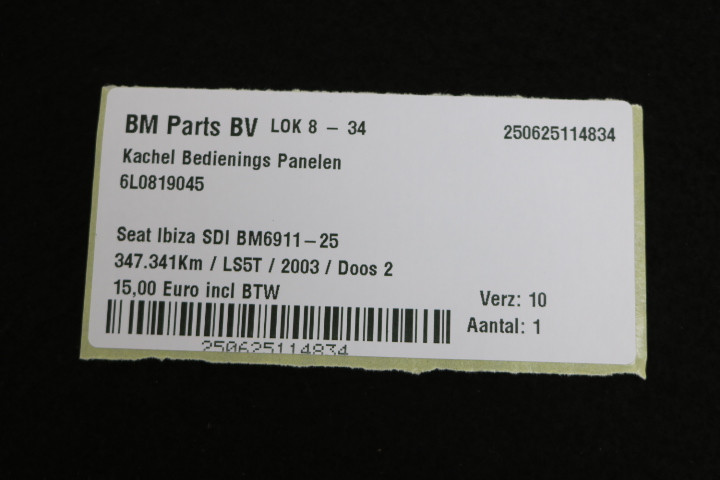 BM Parts BV LOK 8 – 34 250625114834
Kachel Bedienings Panelen
6L0819045
Seat Ibiza SDI BM6911–25
347.341Km / LS5T / 2003 / Doos 2
15,00 Euro incl BTW
Verz: 10
Aantal: 1
250625114834